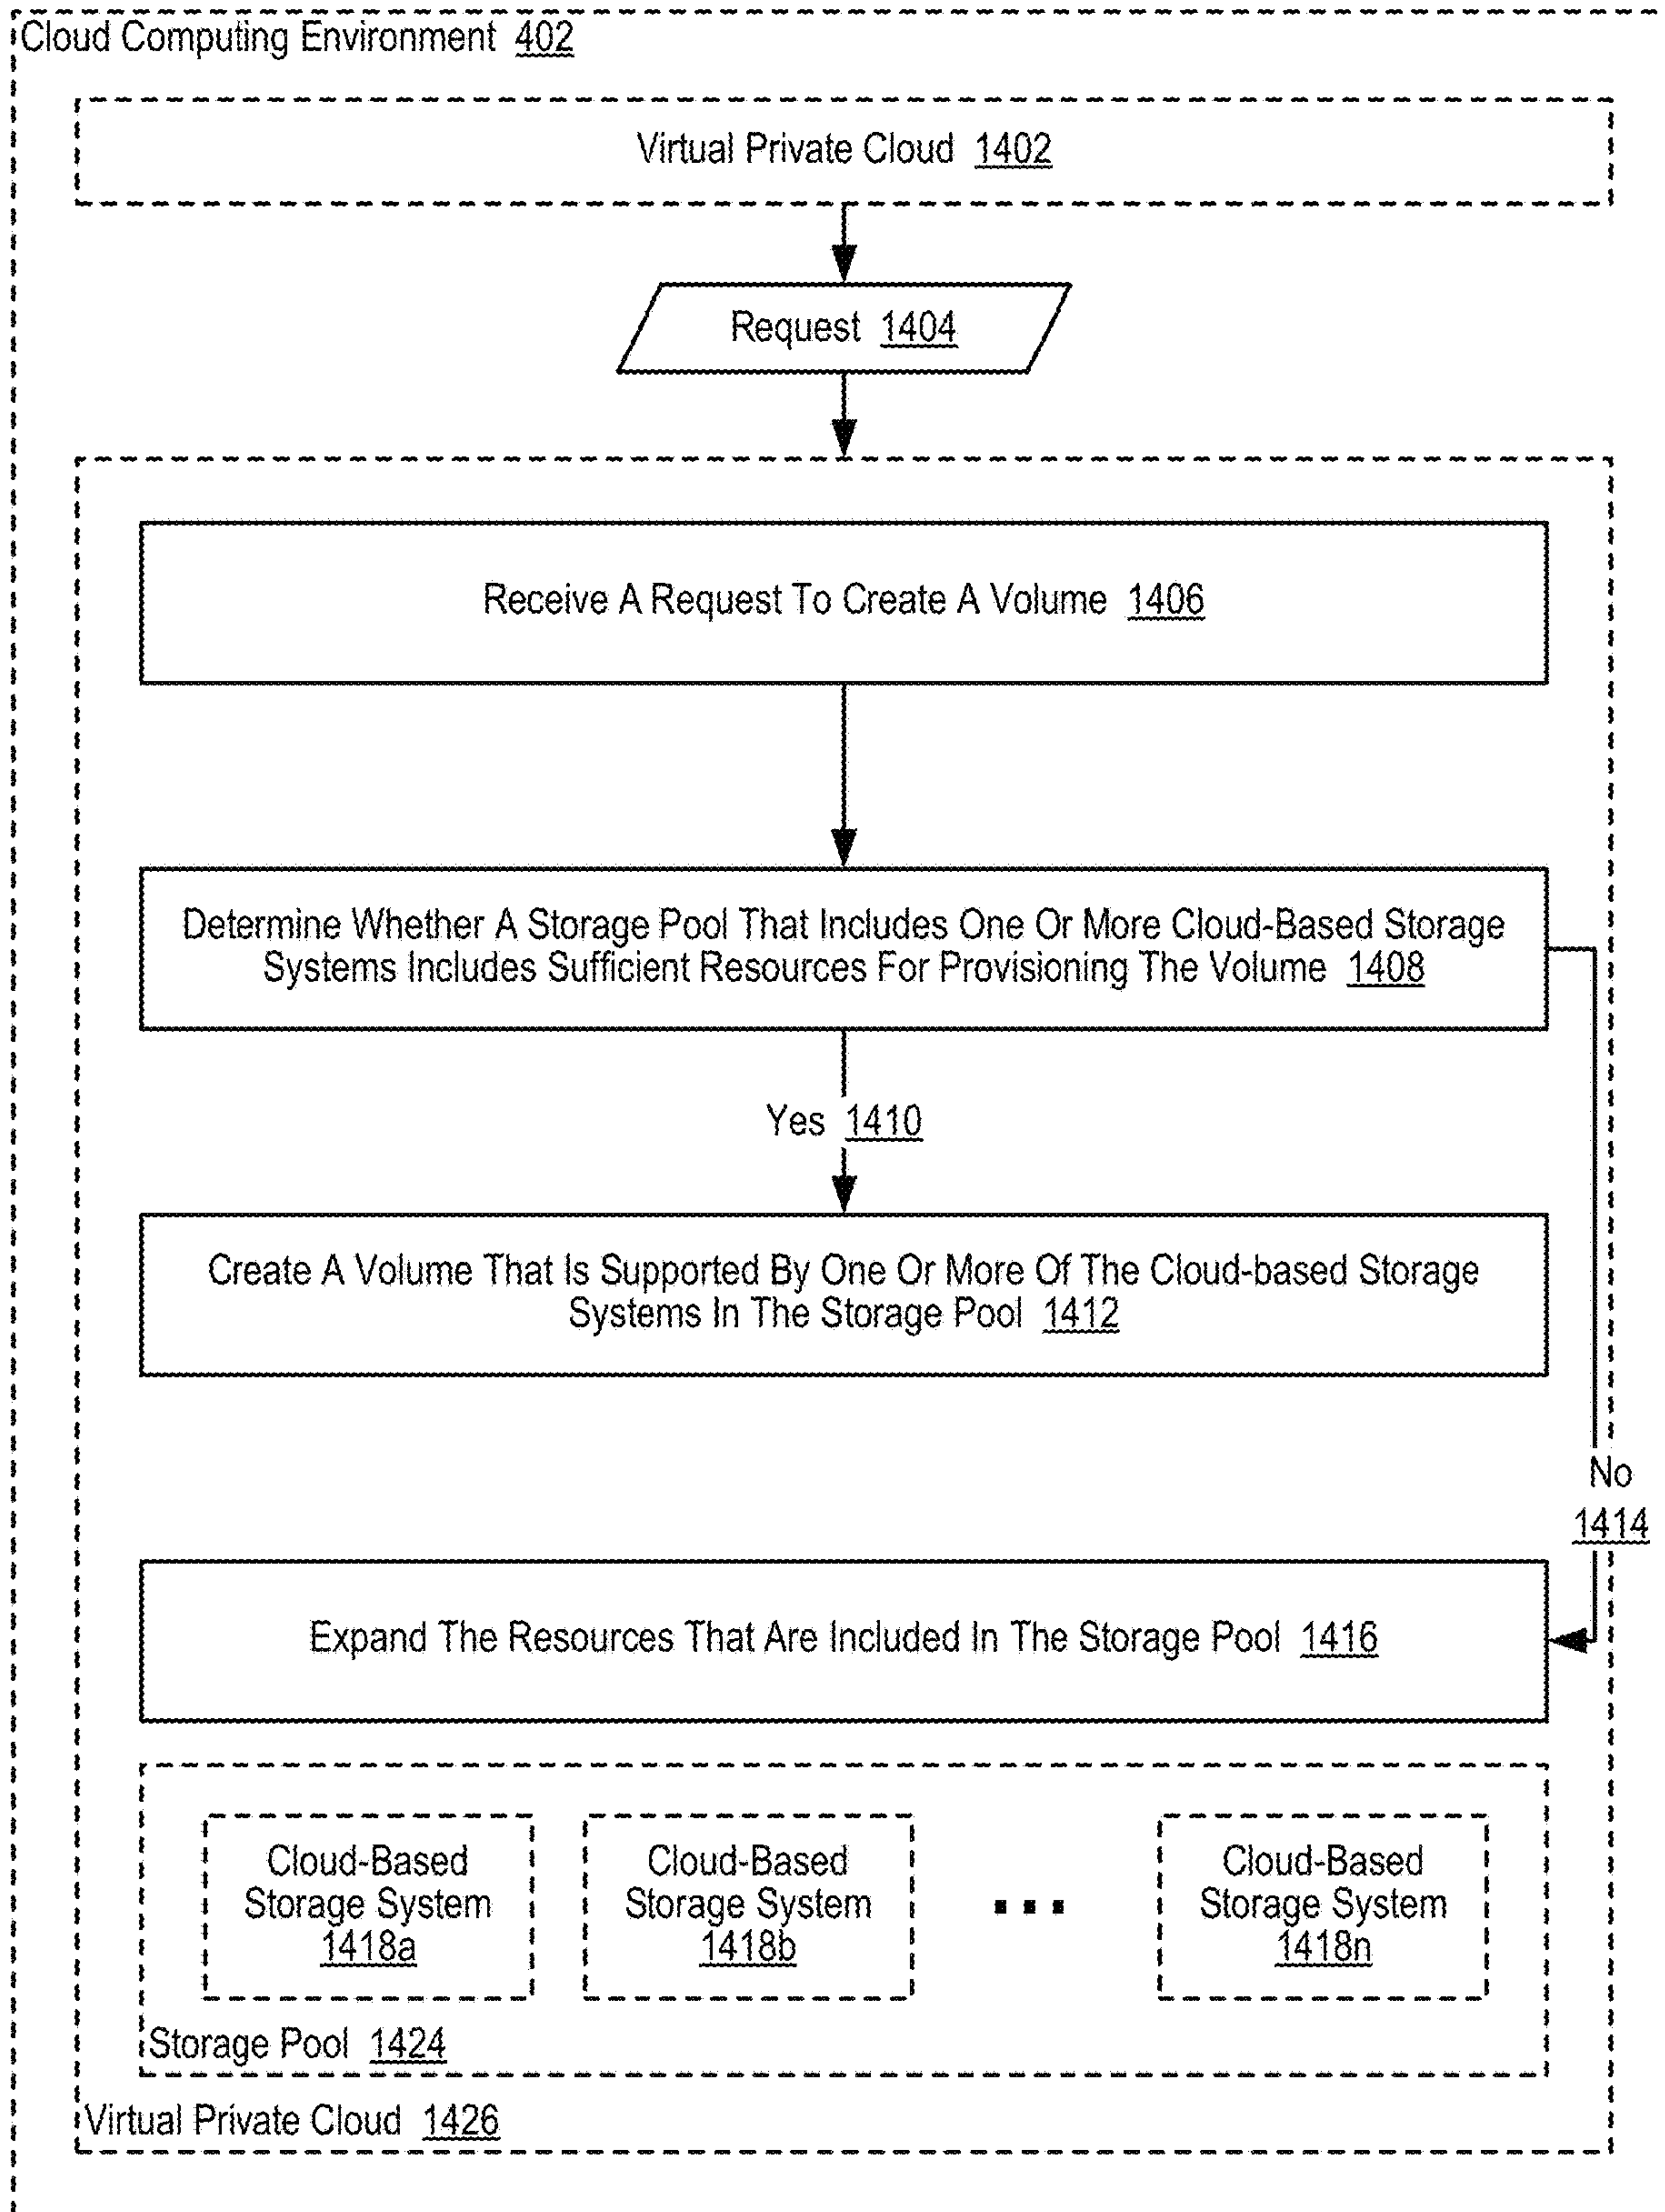 Cloud Computing Environment 402
Virtual Private Cloud 1402
Request 1404
Receive A Request To Create A Volume 1406
Determine Whether A Storage Pool That Includes One Or More Cloud-Based Storage
Systems Includes Sufficient Resources For Provisioning The Volume 1408
Yes 1410
Create A Volume That Is Supported By One Or More Of The Cloud-based Storage
Systems In The Storage Pool 1412
No
1414
Expand The Resources That Are Included In The Storage Pool 1416
Cloud-Based
Storage System
1418a
Cloud-Based
Storage System
1418b
Cloud-Based
Storage System
1418n
Storage Pool 1424
Virtual Private Cloud 1426